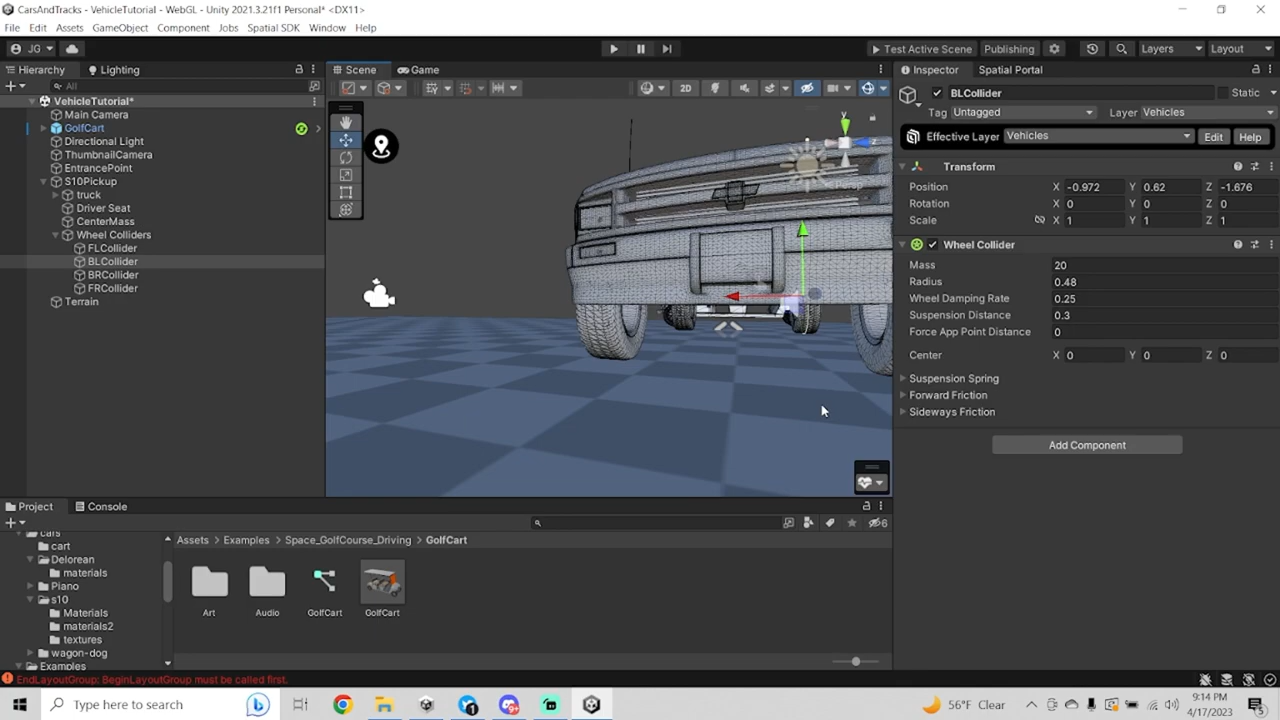 CarsAndTracks - VehicleTutorial - WebGL - Unity 2021.3.21f1 Personal* <DX11>
File Edit Assets GameObject Component Jobs Spatial SDK Window Help
JG
Test Active Scene Publishing Layers Layout
Hierarchy Lighting
All
VehicleTutorial*
Main Camera
GolfCart
Directional Light
ThumbnailCamera
EntrancePoint
S10Pickup
truck
Driver Seat
CenterMass
Wheel Colliders
FLCollider
BLCollider
BRCollider
FRCollider
Terrain
Scene Game
2D
y
z
Persp
Inspector Spatial Portal
BLCollider Static
Tag Untagged Layer Vehicles
Effective Layer Vehicles Edit Help
Transform
Position X -0.972 Y 0.62 Z -1.676
Rotation X 0 Y 0 Z 0
Scale X 1 Y 1 Z 1
Wheel Collider
Mass 20
Radius 0.48
Wheel Damping Rate 0.25
Suspension Distance 0.3
Force App Point Distance 0
Center X 0 Y 0 Z 0
Suspension Spring
Forward Friction
Sideways Friction
Add Component
Project Console
6
cars
cart
Delorean
materials
Piano
s10
Materials
materials2
textures
wagon-dog
Examples
Assets > Examples > Space_GolfCourse_Driving > GolfCart
Art Audio GolfCart GolfCart
EndLayoutGroup: BeginLayoutGroup must be called first.
Type here to search
56°F Clear
9:14 PM
4/17/2023